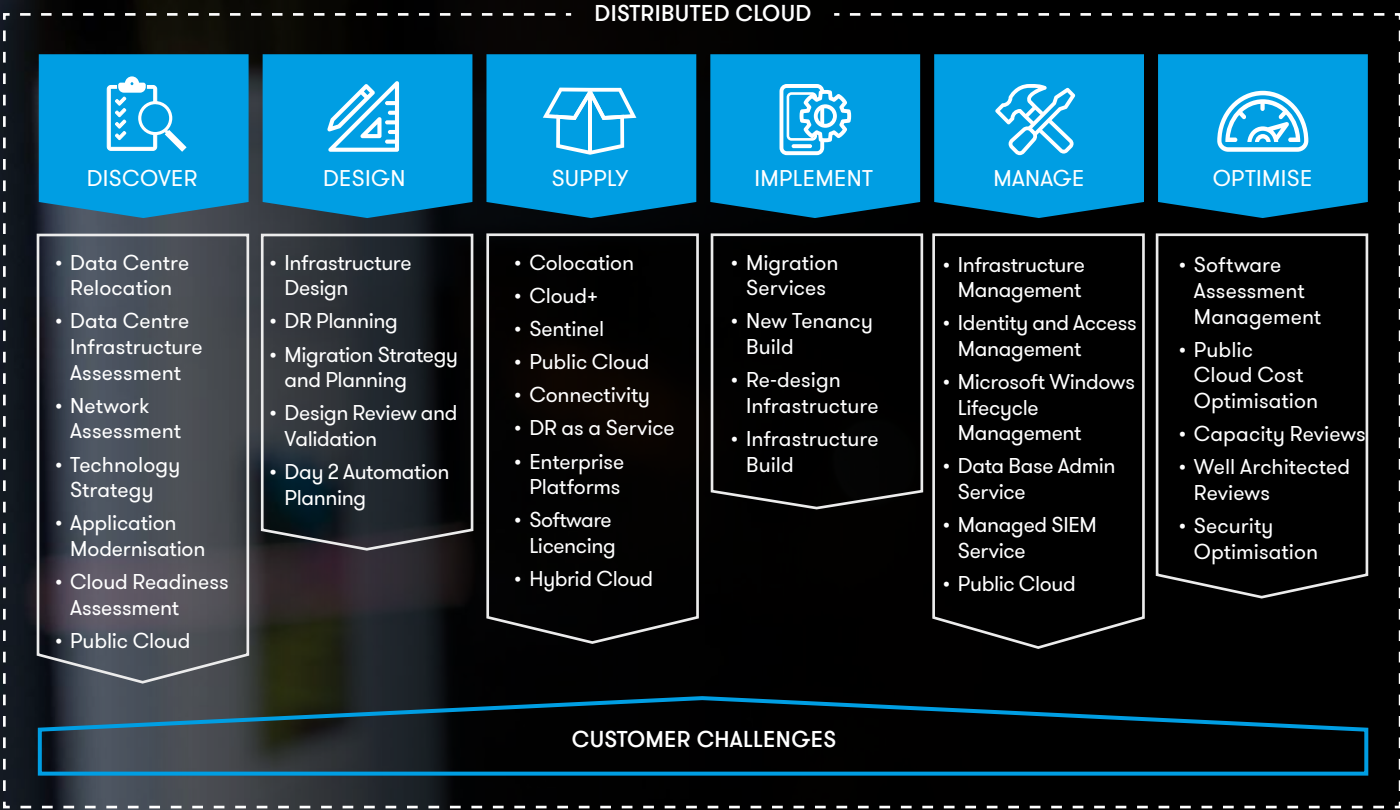 DISTRIBUTED CLOUD
DISCOVER
• Data Centre
Relocation
• Data Centre
Infrastructure
Assessment
• Network
Assessment
• Technology
Strategy
• Application
Modernisation
• Cloud Readiness
Assessment
• Public Cloud
DESIGN
• Infrastructure
Design
• DR Planning
• Migration Strategy
and Planning
• Design Review and
Validation
• Day 2 Automation
Planning
SUPPLY
• Colocation
• Cloud+
• Sentinel
• Public Cloud
• Connectivity
• DR as a Service
• Enterprise
Platforms
• Software
Licencing
• Hybrid Cloud
IMPLEMENT
• Migration
Services
• New Tenancy
Build
• Re-design
Infrastructure
• Infrastructure
Build
MANAGE
• Infrastructure
Management
• Identity and Access
Management
• Microsoft Windows
Lifecycle
Management
• Data Base Admin
Service
• Managed SIEM
Service
• Public Cloud
OPTIMISE
• Software
Assessment
Management
• Public
Cloud Cost
Optimisation
• Capacity Reviews
• Well Architected
Reviews
• Security
Optimisation
CUSTOMER CHALLENGES